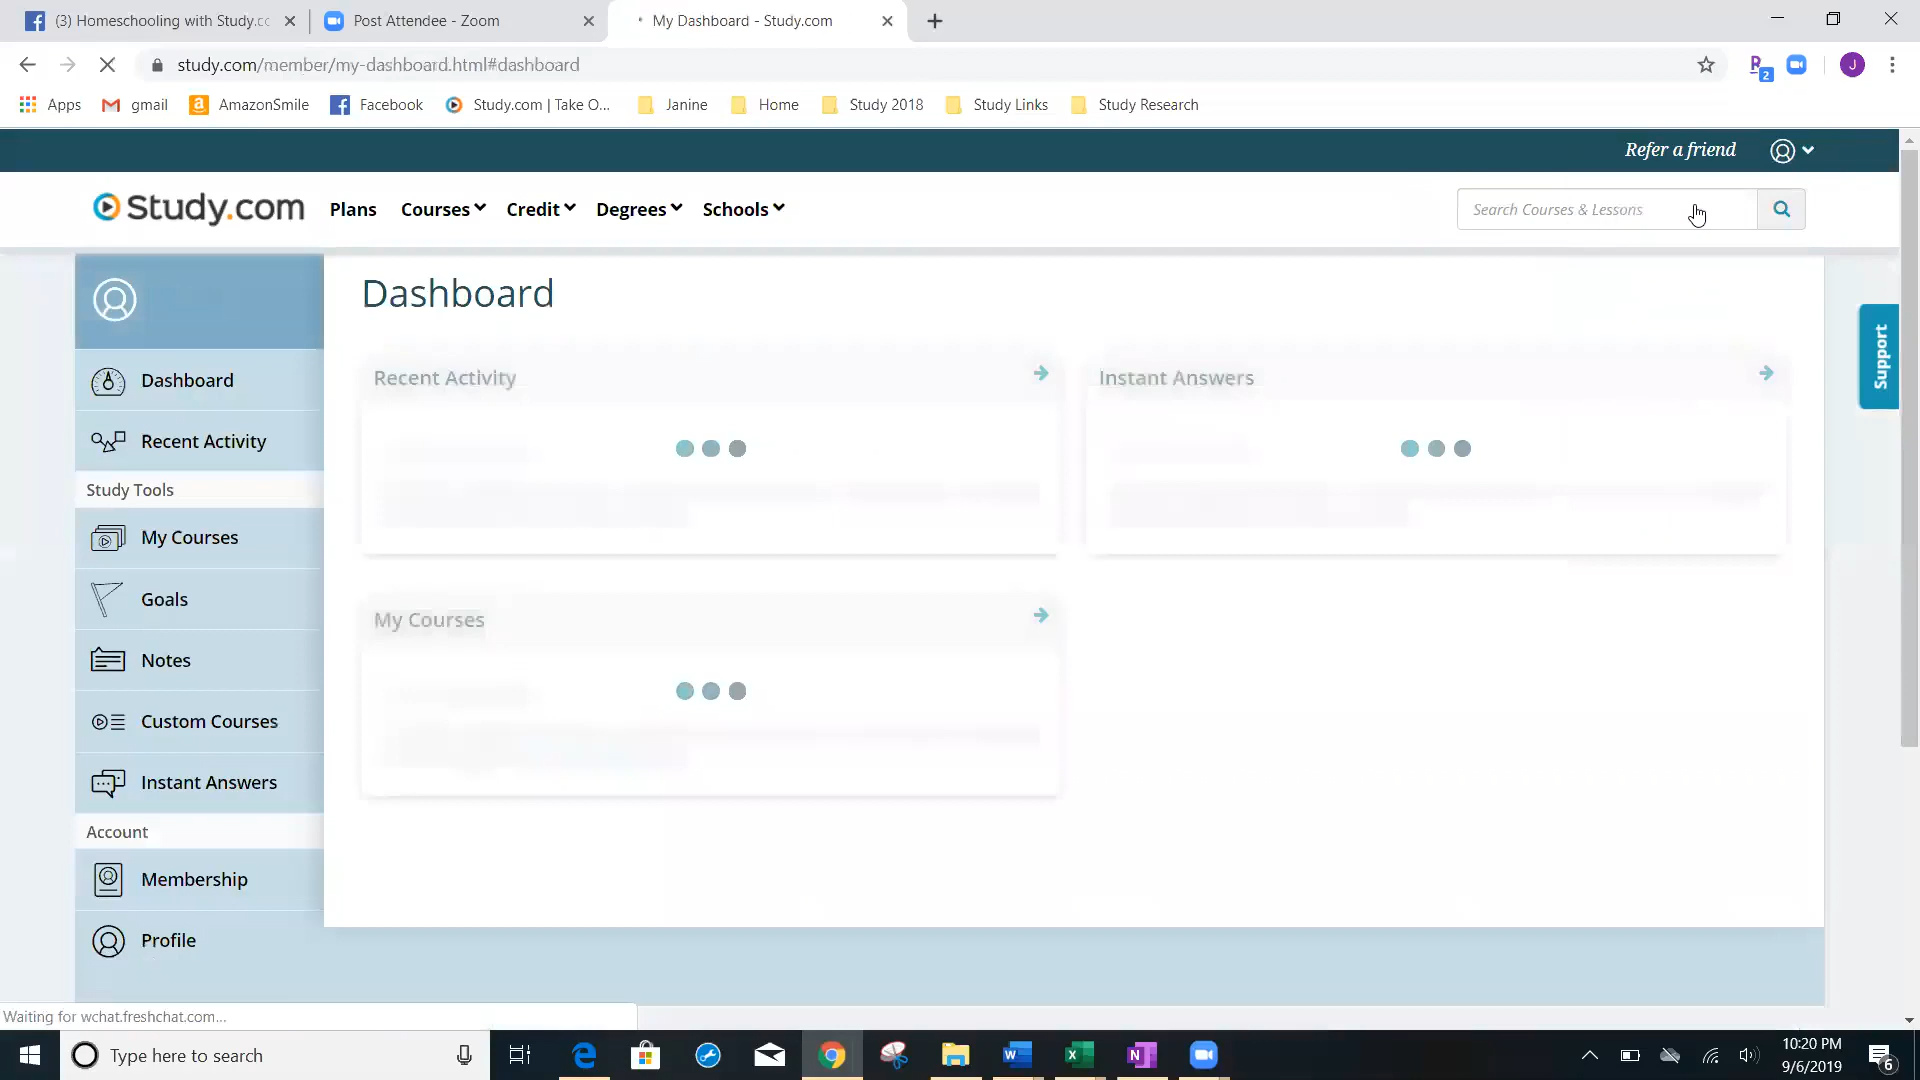 (3) Homeschooling with Study.cc
Post Attendee - Zoom
My Dashboard - Study.com
study.com/member/my-dashboard.html#dashboard
R
2
J
Apps
gmail
AmazonSmile
Facebook
Study.com | Take O...
Janine
Home
Study 2018
Study Links
Study Research
Refer a friend
Study.com
Plans
Courses
Credit
Degrees
Schools
Search Courses & Lessons
Dashboard
Support
Recent Activity
Instant Answers
My Courses
Dashboard
Recent Activity
Study Tools
My Courses
Goals
Notes
Custom Courses
Instant Answers
Account
Membership
Profile
Waiting for wchat.freshchat.com...
Type here to search
10:20 PM
9/6/2019
6